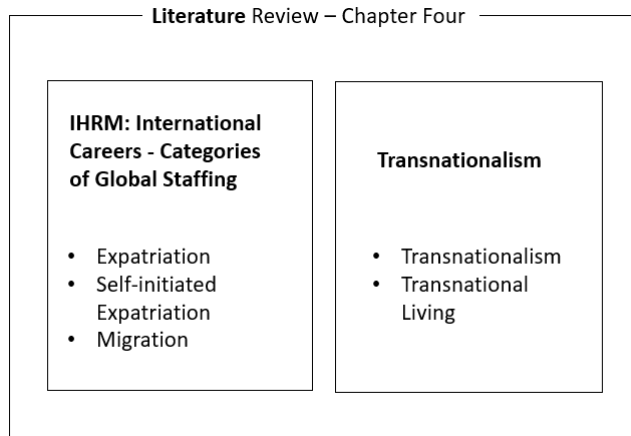 Literature Review – Chapter Four
IHRM: International
Careers - Categories
of Global Staffing
• Expatriation
• Self-initiated
Expatriation
• Migration
Transnationalism
• Transnationalism
• Transnational
Living